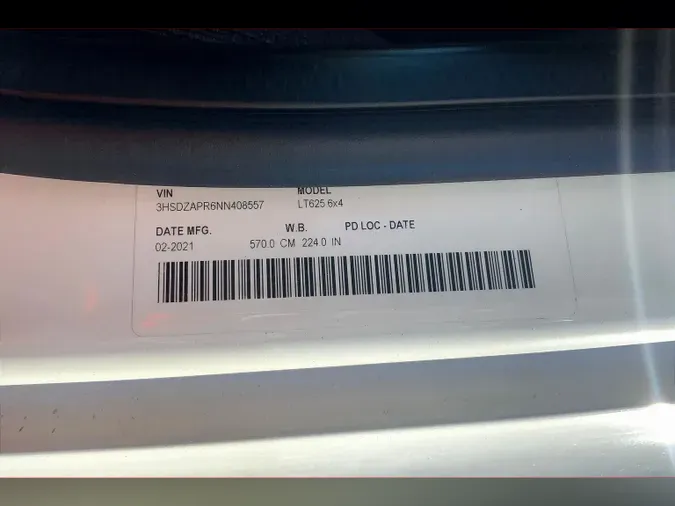 VIN MODEL
3HSDZAPR6NN408557 LT625 6x4
DATE MFG. W.B. PD LOC - DATE
02-2021 570.0 CM 224.0 IN